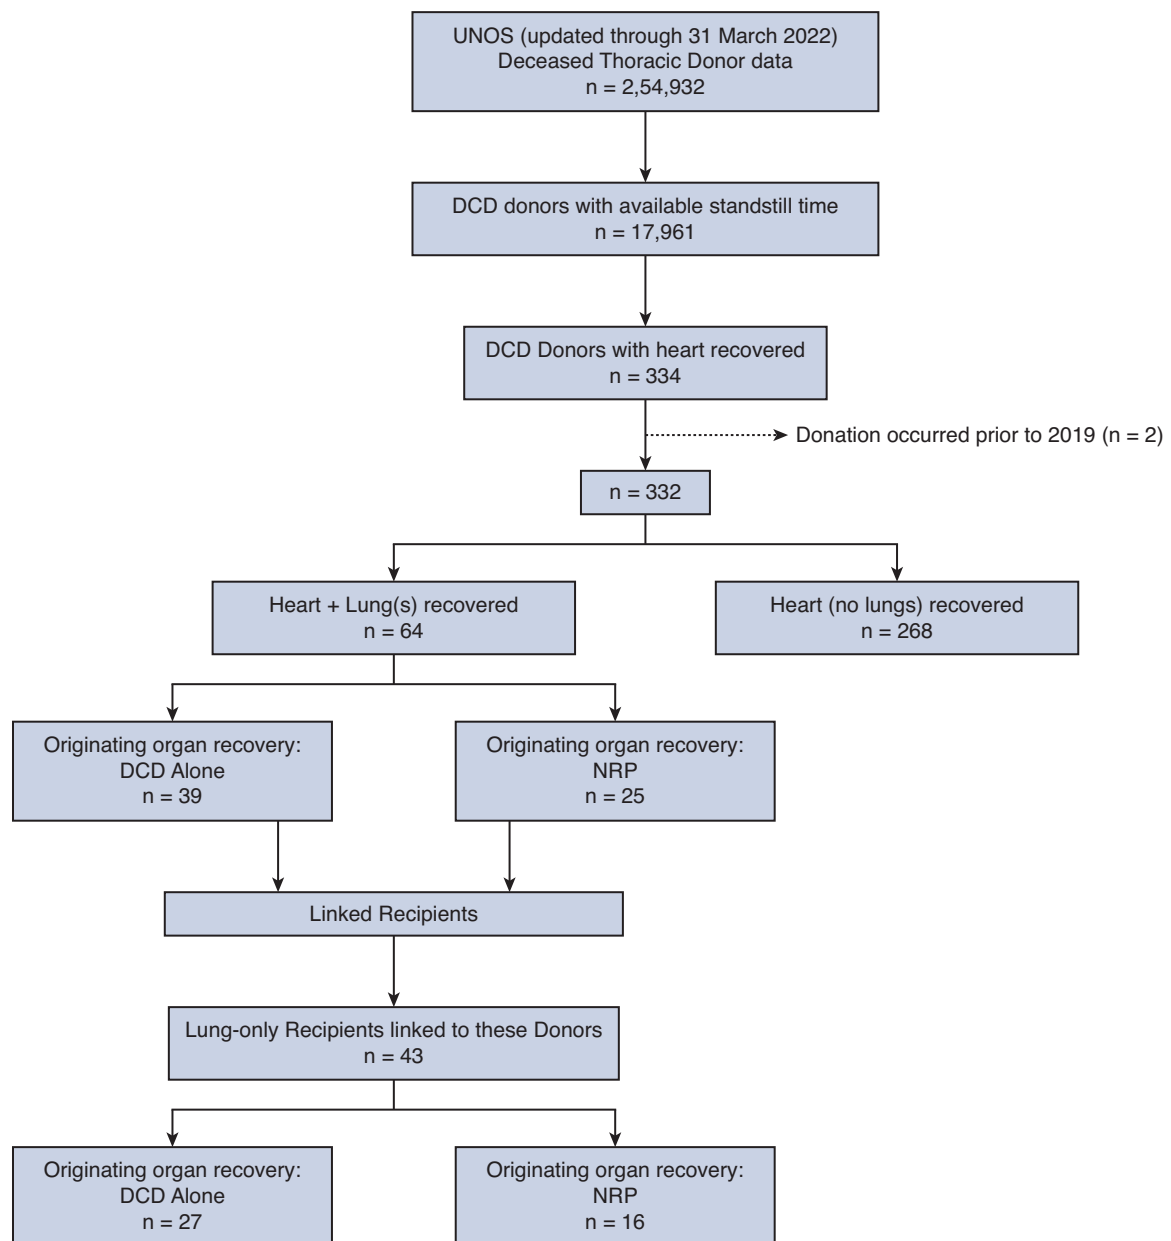 UNOS (updated through 31 March 2022)
Deceased Thoracic Donor data
n = 2,54,932
DCD donors with available standstill time
n = 17,961
DCD Donors with heart recovered
n = 334
Donation occurred prior to 2019 (n = 2)
n = 332
Heart + Lung(s) recovered
n = 64
Heart (no lungs) recovered
n = 268
Originating organ recovery:
DCD Alone
n = 39
Originating organ recovery:
NRP
n = 25
Linked Recipients
Lung-only Recipients linked to these Donors
n = 43
Originating organ recovery:
DCD Alone
n = 27
Originating organ recovery:
NRP
n = 16